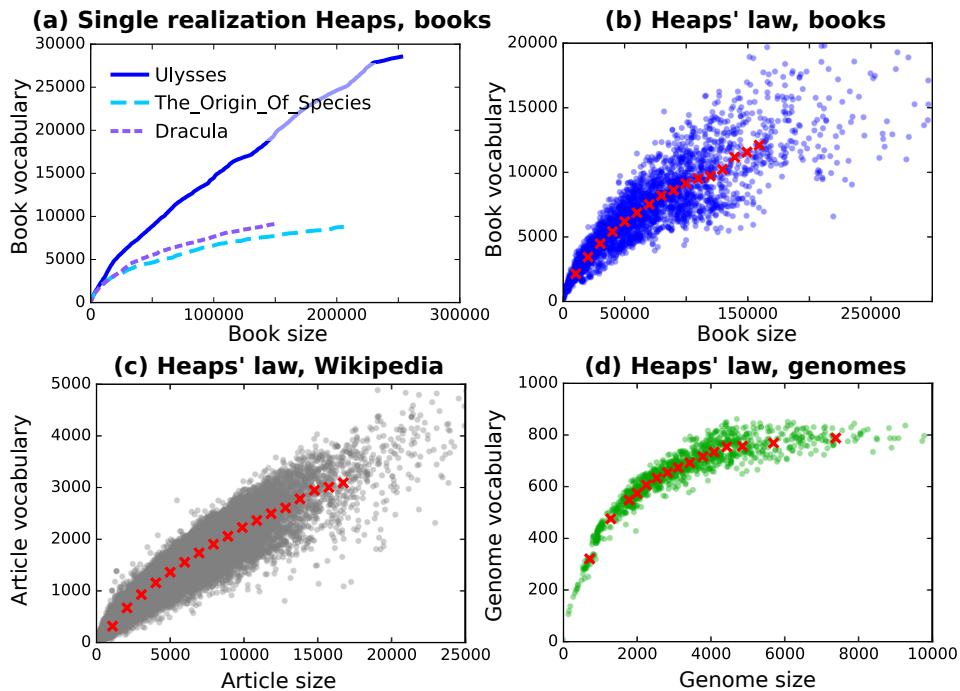 (a) Single realization Heaps, books
30000
25000
20000
15000
10000
5000
0
Book vocabulary
Ulysses
The_Origin_Of_Species
Dracula
0 100000 200000 300000
Book size
(b) Heaps' law, books
20000
15000
10000
5000
0
Book vocabulary
0 50000 150000 250000
Book size
(c) Heaps' law, Wikipedia
5000
4000
3000
2000
1000
0
Article vocabulary
0 5000 10000 15000 20000 25000
Article size
(d) Heaps' law, genomes
1000
800
600
400
200
0
Genome vocabulary
0 2000 4000 6000 8000 10000
Genome size